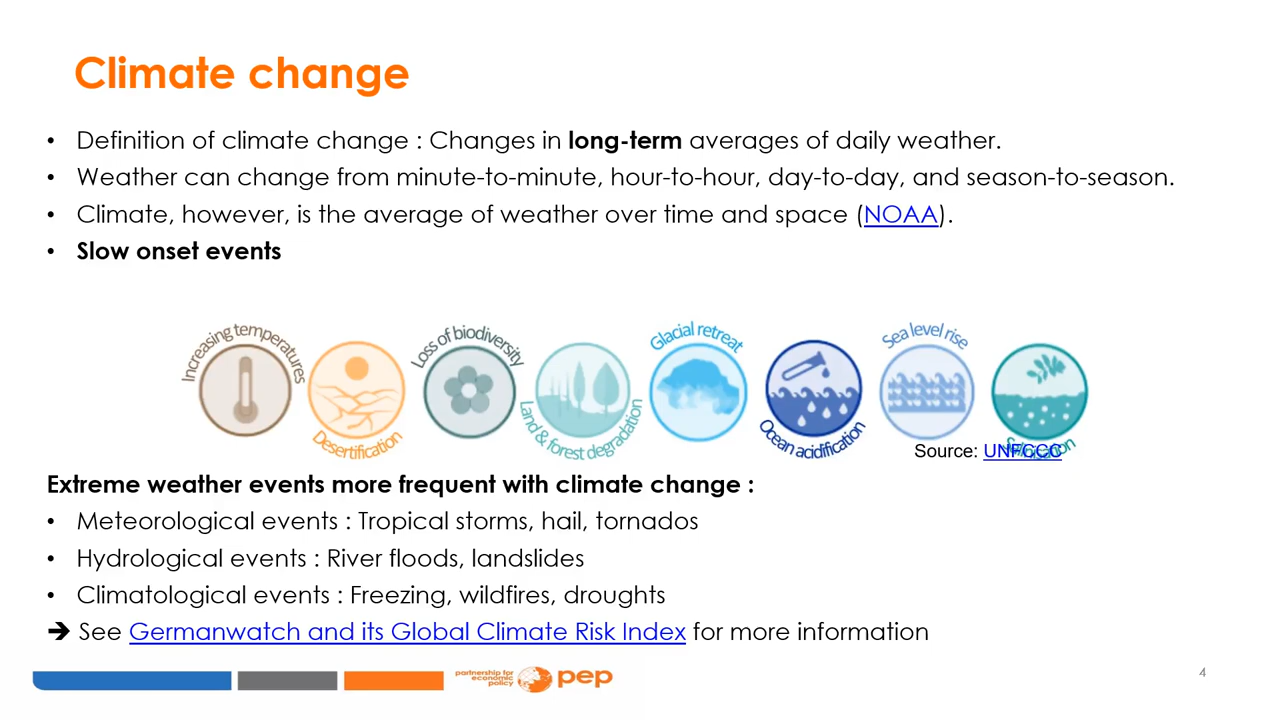 Climate change
• Definition of climate change : Changes in long-term averages of daily weather.
• Weather can change from minute-to-minute, hour-to-hour, day-to-day, and season-to-season.
• Climate, however, is the average of weather over time and space (NOAA).
• Slow onset events
Increasing temperatures
Desertification
Loss of biodiversity
Land & forest degradation
Glacial retreat
Ocean acidification
Sea level rise
Source: UNFCCC
Extreme weather events more frequent with climate change :
• Meteorological events : Tropical storms, hail, tornados
• Hydrological events : River floods, landslides
• Climatological events : Freezing, wildfires, droughts
➔ See Germanwatch and its Global Climate Risk Index for more information
partnership for
economic
policy
pep
4